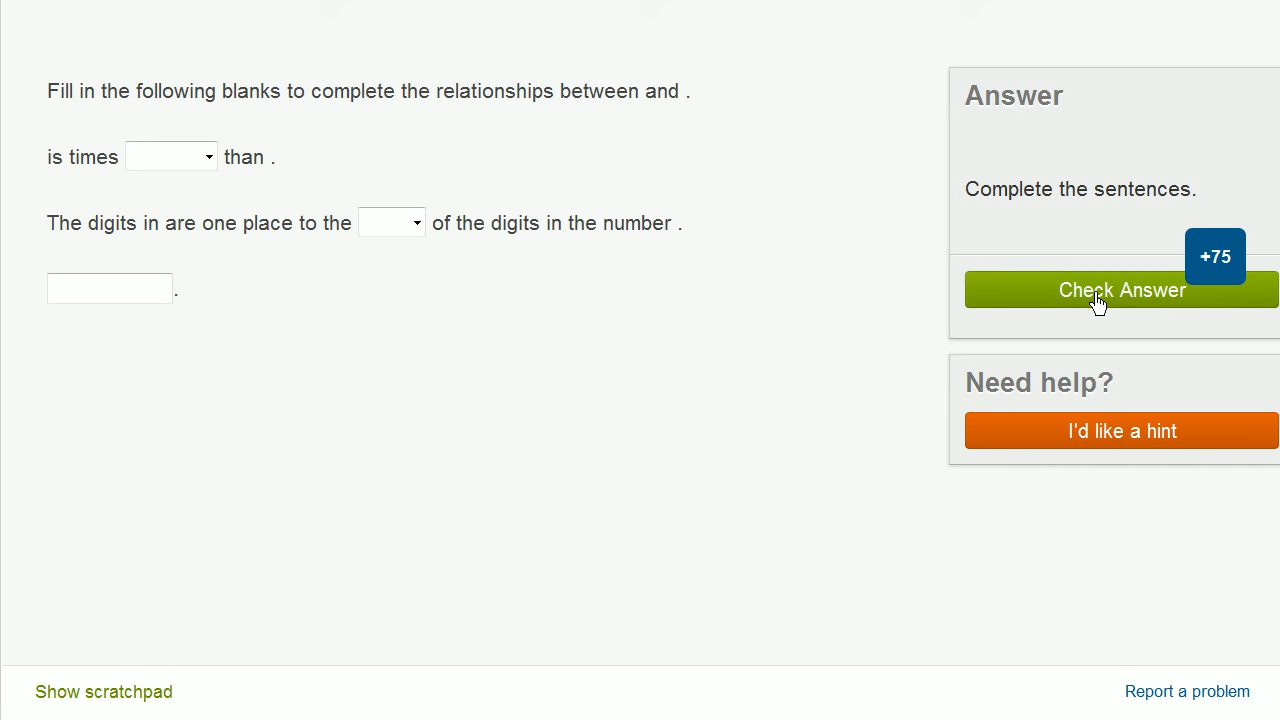 Fill in the following blanks to complete the relationships between and .
is times than .
The digits in are one place to the of the digits in the number .
.
Answer
Complete the sentences.
+75
Check Answer
Need help?
I'd like a hint
Show scratchpad
Report a problem